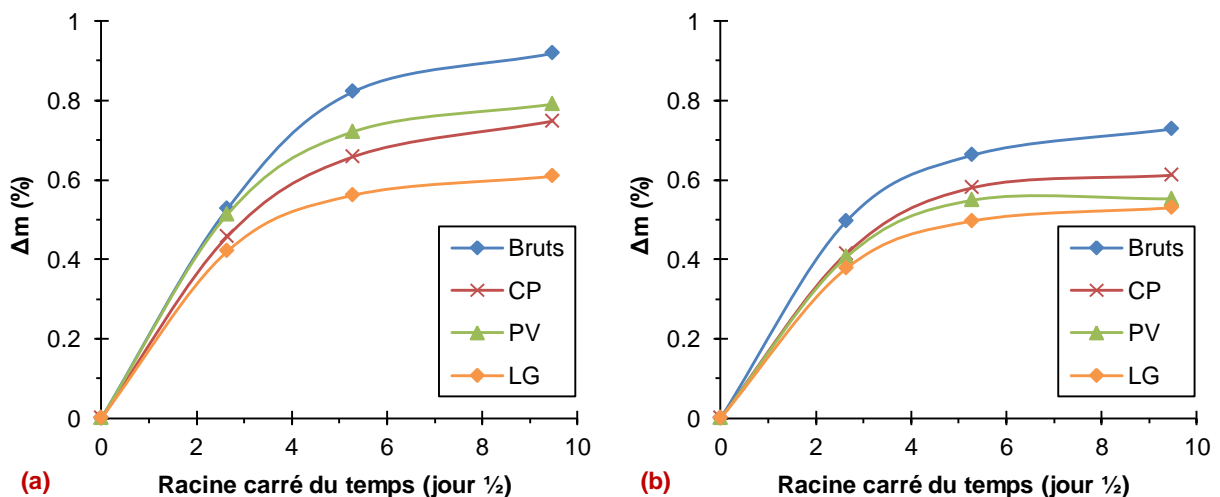 1
0.8
0.6
0.4
0.2
0
Δm (%)
0 2 4 6 8 10
Racine carré du temps (jour ½)
Bruts
CP
PV
LG
(a)
1
0.8
0.6
0.4
0.2
0
Δm (%)
0 2 4 6 8 10
Racine carré du temps (jour ½)
Bruts
CP
PV
LG
(b)